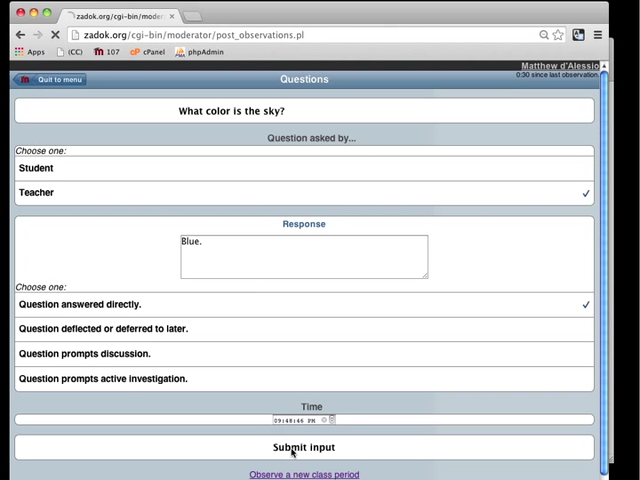 zadok.org/cgi-bin/moder
zadok.org/cgi-bin/moderator/post_observations.pl
Apps (CC) 107 cPanel phpAdmin
Matthew d'Alessio
Quit to menu Questions 0:30 since last observation.
What color is the sky?
Question asked by...
Choose one:
Student
Teacher
Response
Blue.
Choose one:
Question answered directly.
Question deflected or deferred to later.
Question prompts discussion.
Question prompts active investigation.
Time
09:48:46 PM
Submit input
Observe a new class period